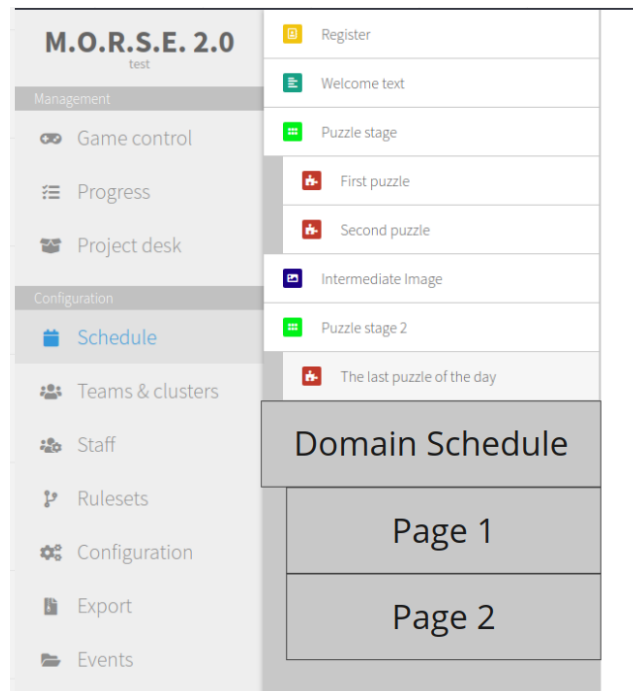 M.O.R.S.E. 2.0
test
Management
Game control
Progress
Project desk
Configuration
Schedule
Teams & clusters
Staff
Rulesets
Configuration
Export
Events
Register
Welcome text
Puzzle stage
First puzzle
Second puzzle
Intermediate Image
Puzzle stage 2
The last puzzle of the day
Domain Schedule
Page 1
Page 2